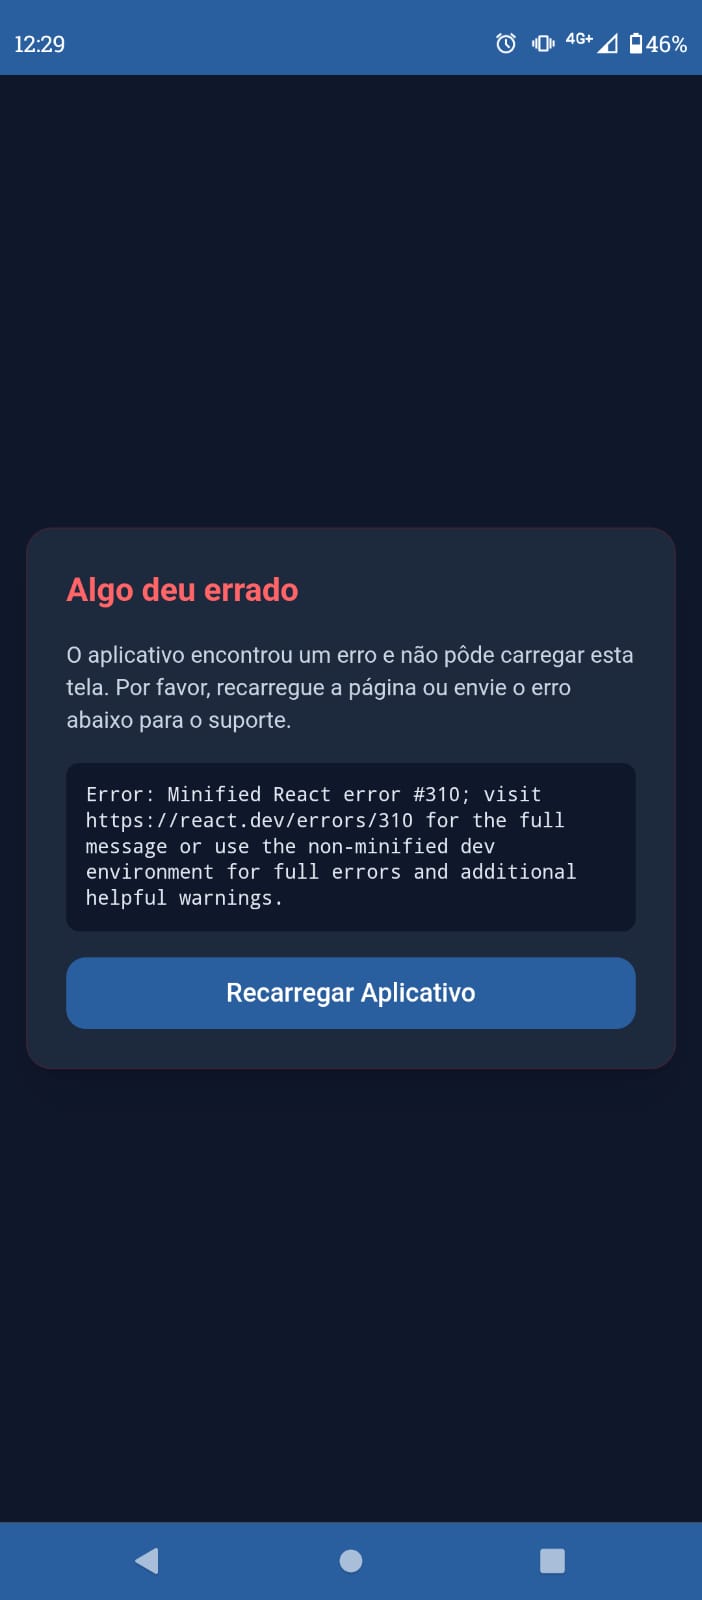 12:29
4G+ 46%
Algo deu errado
O aplicativo encontrou um erro e não pôde carregar esta
tela. Por favor, recarregue a página ou envie o erro
abaixo para o suporte.
Error: Minified React error #310; visit
https://react.dev/errors/310 for the full
message or use the non-minified dev
environment for full errors and additional
helpful warnings.
Recarregar Aplicativo